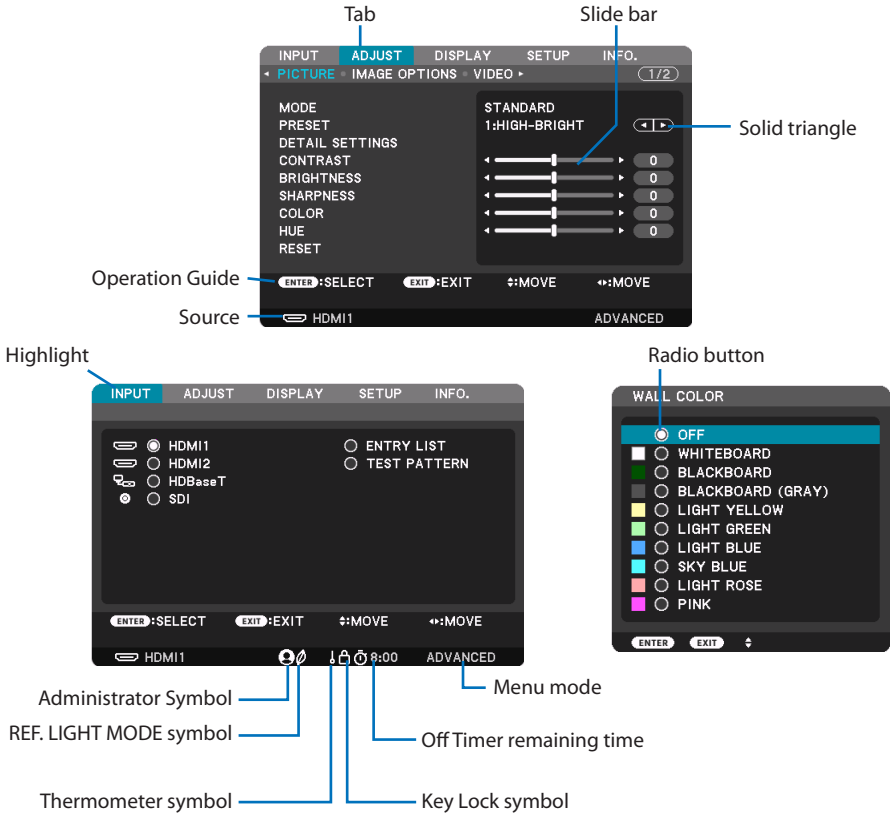 Tab
Slide bar
INPUT ADJUST DISPLAY SETUP INFO.
PICTURE IMAGE OPTIONS VIDEO 1/2
MODE STANDARD
PRESET 1:HIGH-BRIGHT
Solid triangle
DETAIL SETTINGS
CONTRAST 0
BRIGHTNESS 0
SHARPNESS 0
COLOR 0
HUE 0
RESET
Operation Guide
ENTER:SELECT EXIT:EXIT :MOVE :MOVE
Source
HDMI1 ADVANCED
Highlight
INPUT ADJUST DISPLAY SETUP INFO.
HDMI1 ENTRY LIST
HDMI2 TEST PATTERN
HDBaseT
SDI
ENTER:SELECT EXIT:EXIT :MOVE :MOVE
HDMI1 8:00 ADVANCED
Administrator Symbol
Menu mode
REF. LIGHT MODE symbol
Off Timer remaining time
Thermometer symbol
Key Lock symbol
Radio button
WALL COLOR
OFF
WHITEBOARD
BLACKBOARD
BLACKBOARD (GRAY)
LIGHT YELLOW
LIGHT GREEN
LIGHT BLUE
SKY BLUE
LIGHT ROSE
PINK
ENTER EXIT